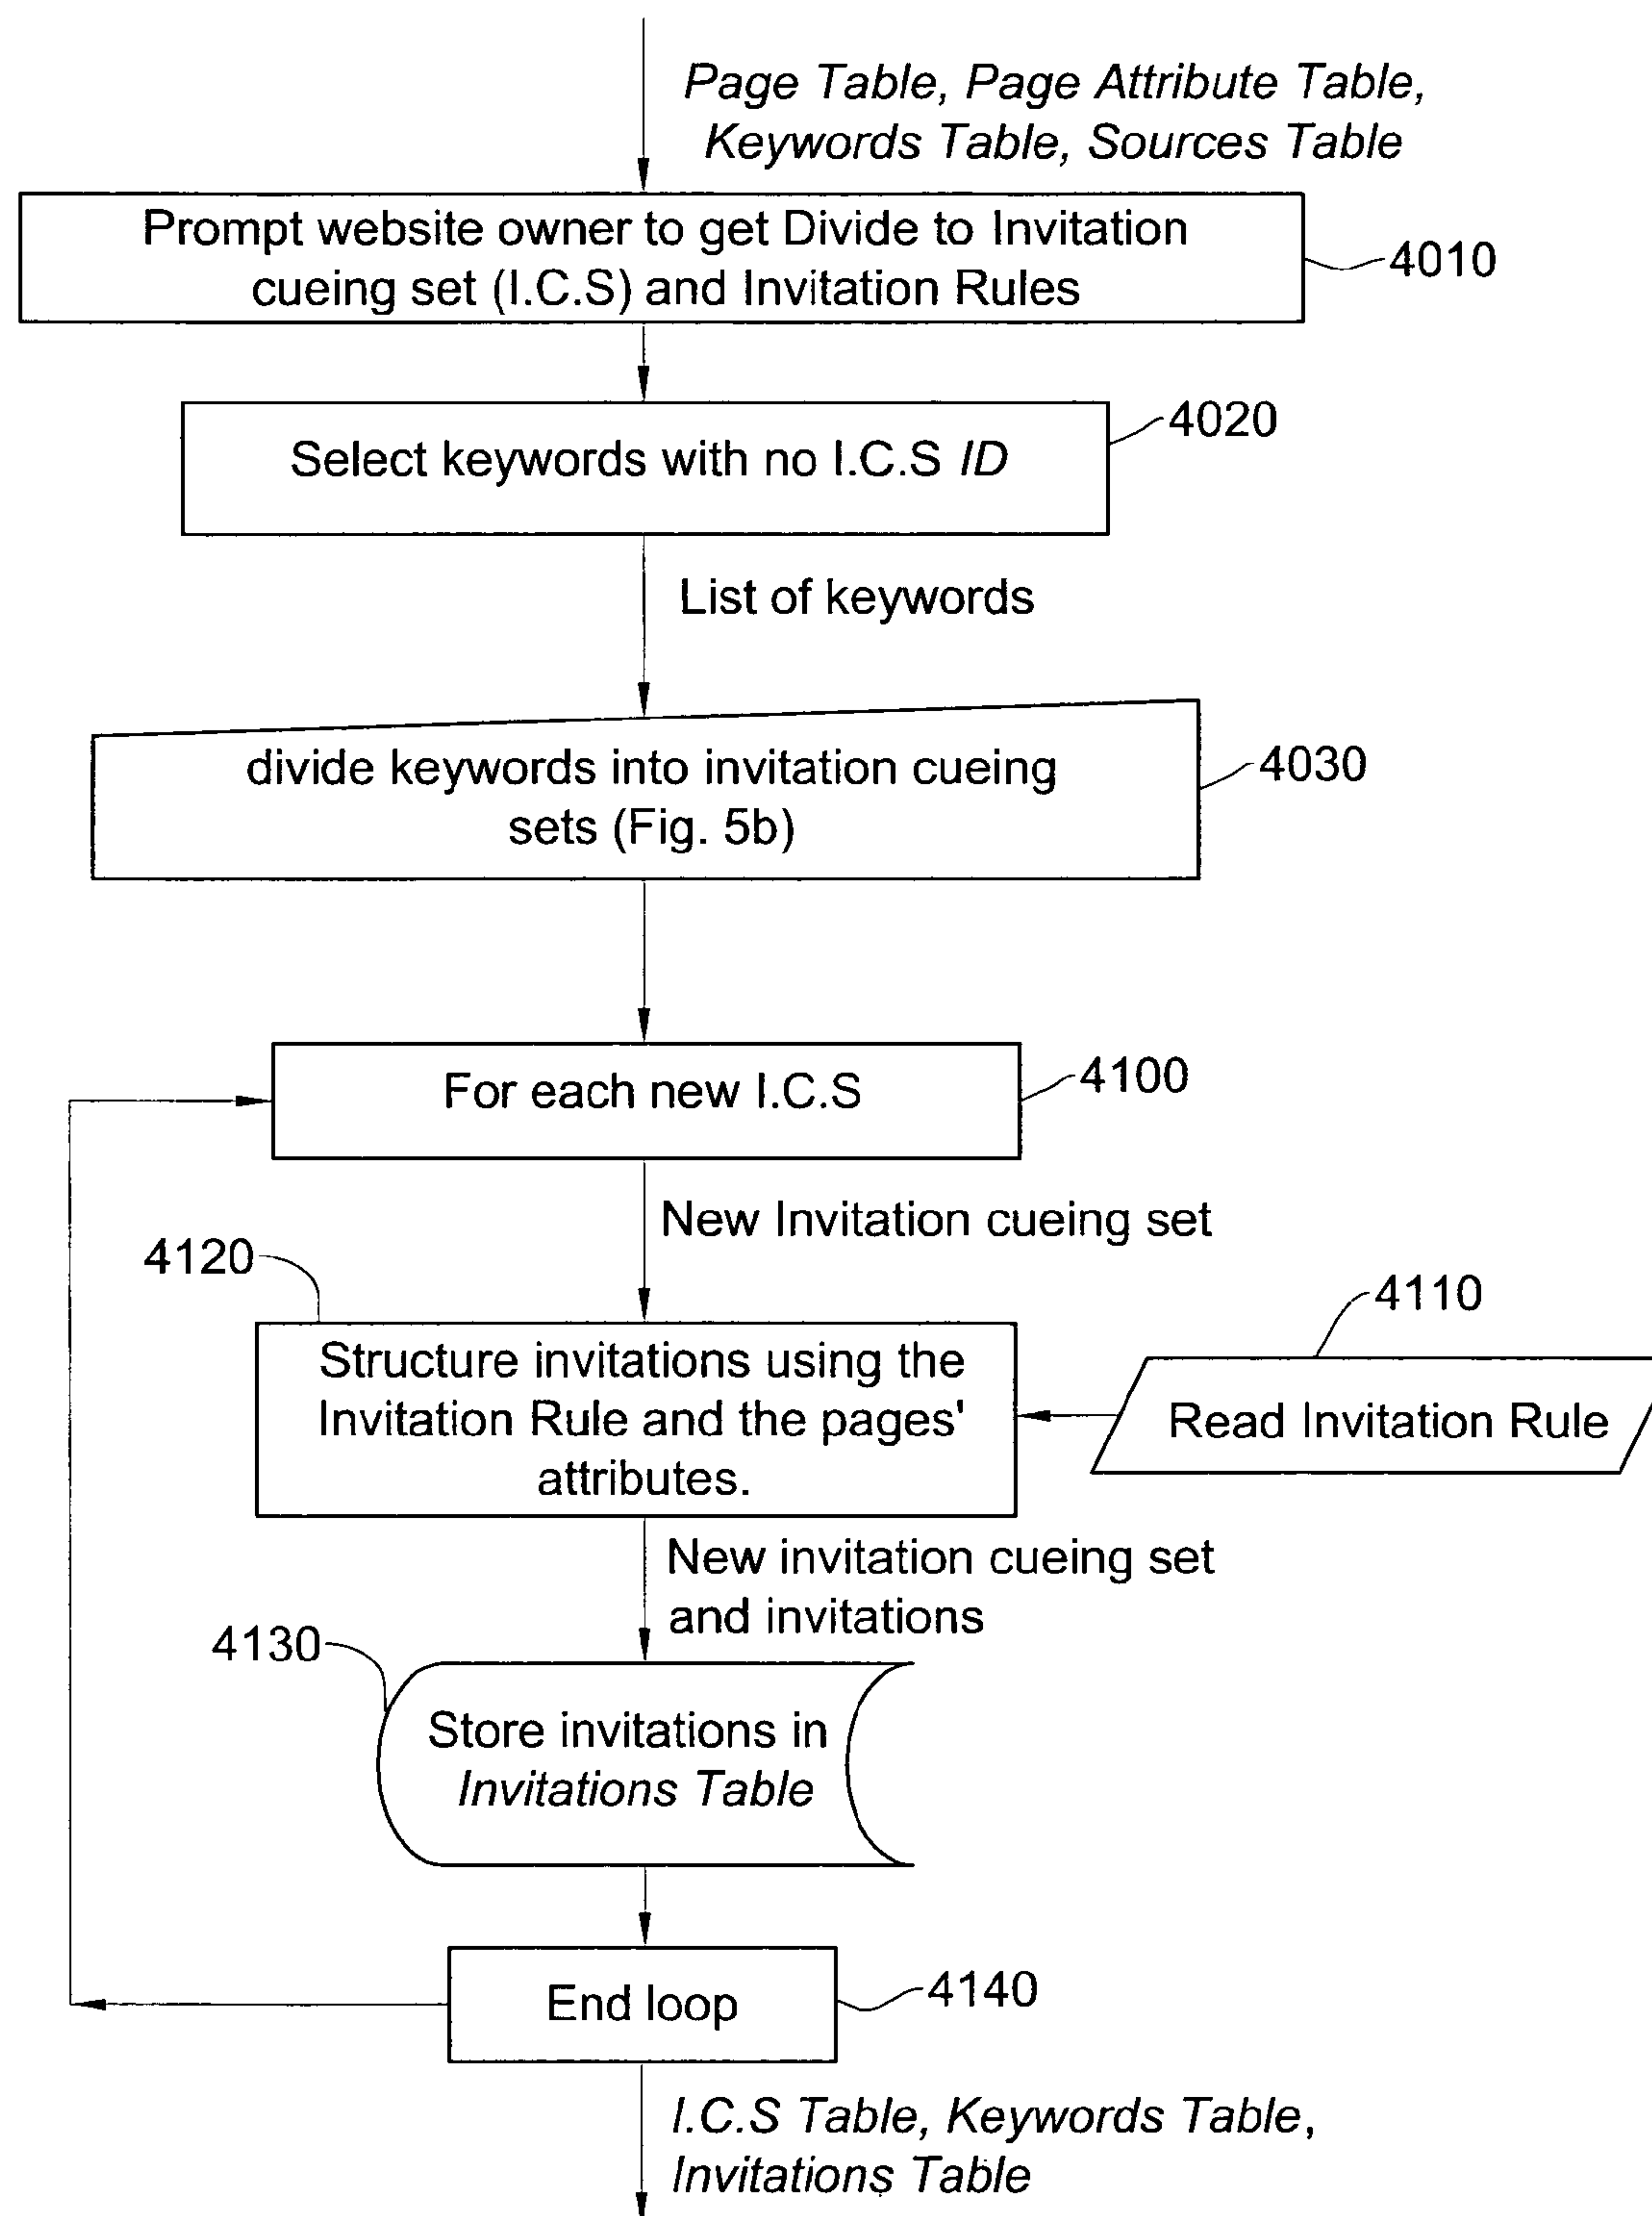 Page Table, Page Attribute Table,
Keywords Table, Sources Table
Prompt website owner to get Divide to Invitation
cueing set (I.C.S) and Invitation Rules
4010
4020
Select keywords with no I.C.S ID
List of keywords
divide keywords into invitation cueing
sets (Fig. 5b)
4030
For each new I.C.S
4100
New Invitation cueing set
4120
4110
Structure invitations using the
Invitation Rule and the pages'
attributes.
Read Invitation Rule
New invitation cueing set
and invitations
4130
Store invitations in
Invitations Table
End loop
4140
I.C.S Table, Keywords Table,
Invitations Table